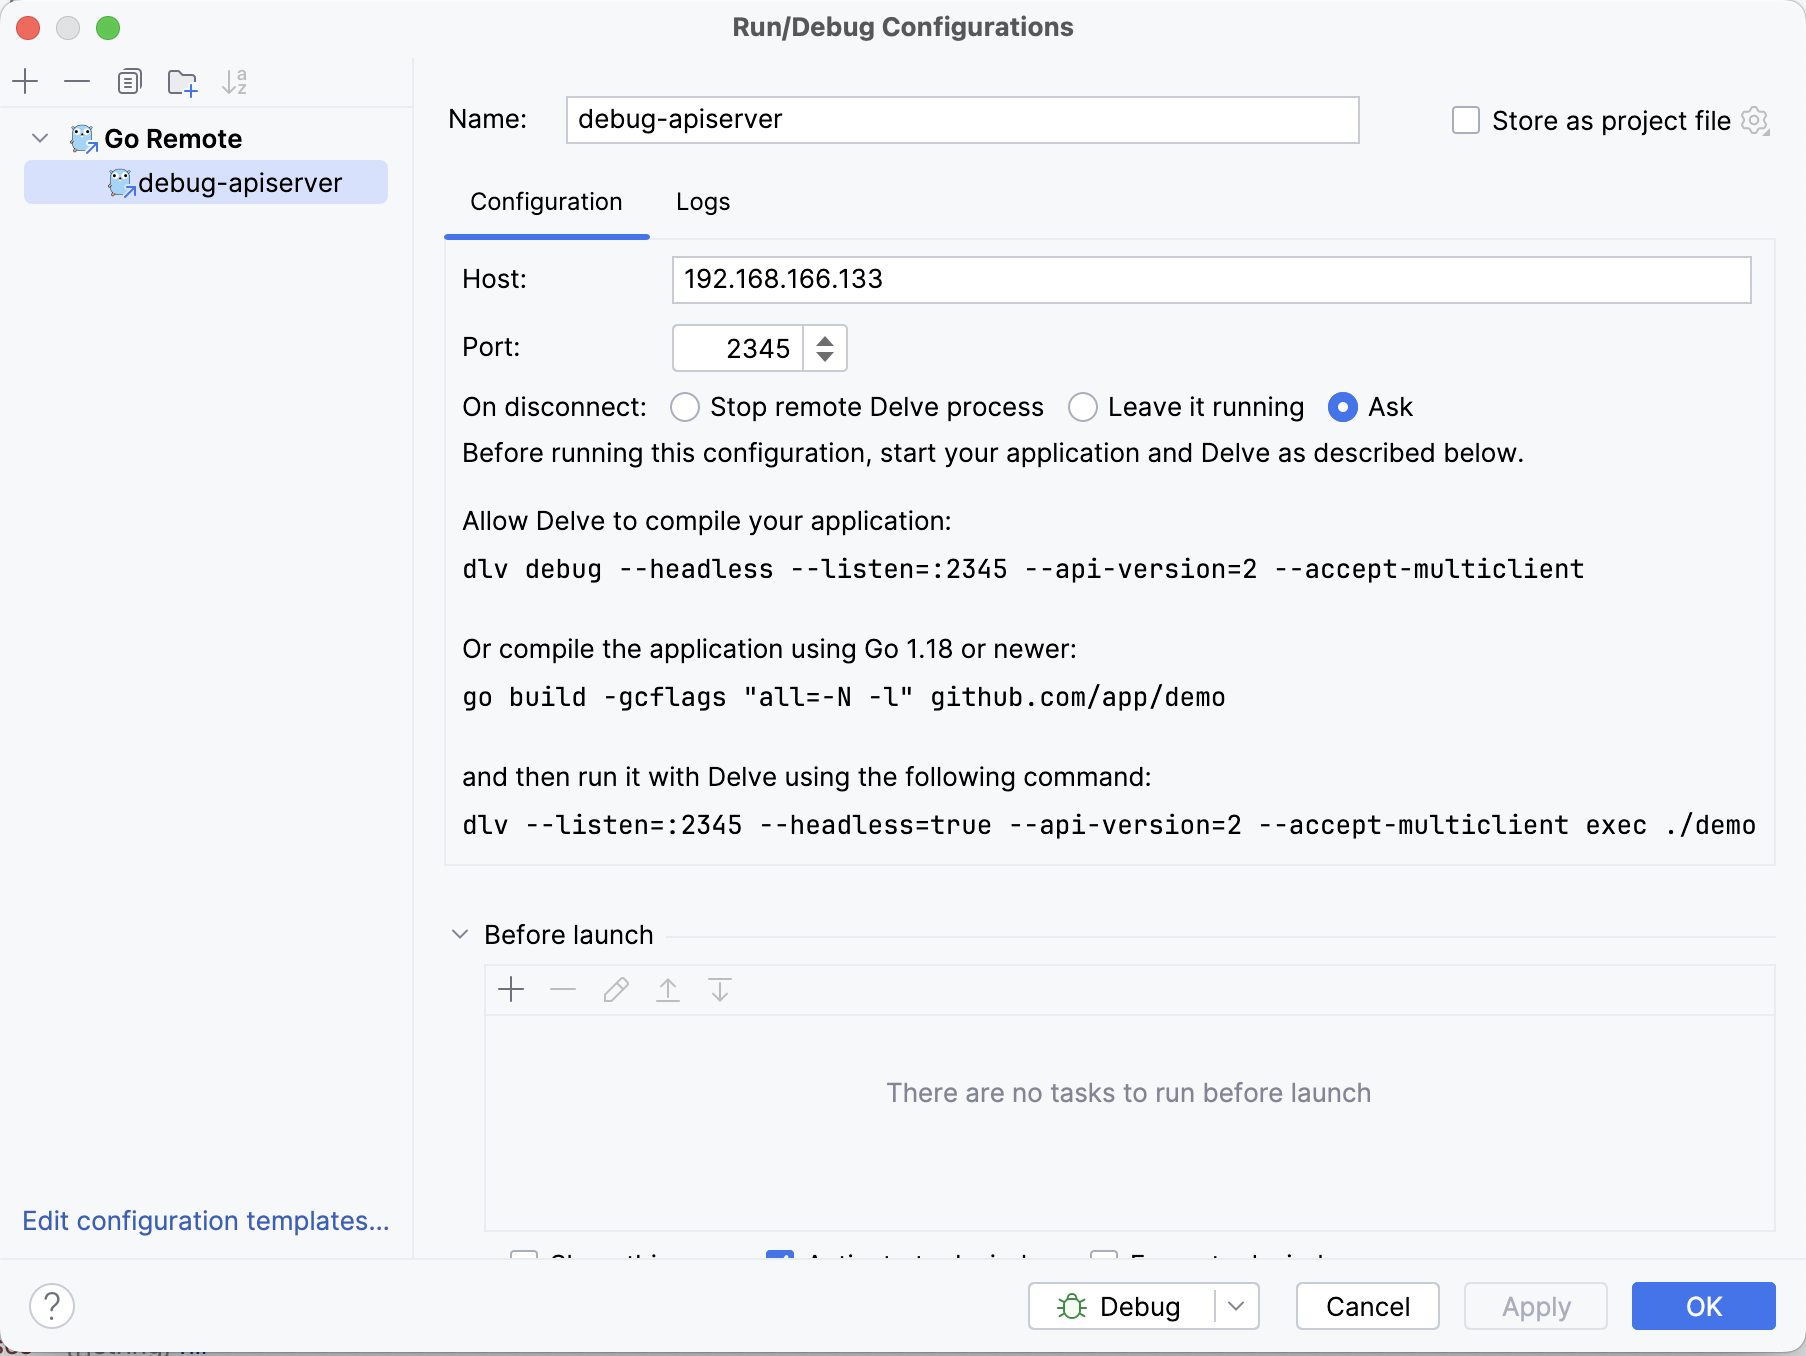 Run/Debug Configurations
Go Remote
debug-apiserver
Edit configuration templates...
Name: debug-apiserver Store as project file
Configuration Logs
Host: 192.168.166.133
Port: 2345
On disconnect: Stop remote Delve process Leave it running Ask
Before running this configuration, start your application and Delve as described below.
Allow Delve to compile your application:
dlv debug --headless --listen=:2345 --api-version=2 --accept-multiclient
Or compile the application using Go 1.18 or newer:
go build -gcflags "all=-N -l" github.com/app/demo
and then run it with Delve using the following command:
dlv --listen=:2345 --headless=true --api-version=2 --accept-multiclient exec ./demo
Before launch
There are no tasks to run before launch
? Debug Cancel Apply OK